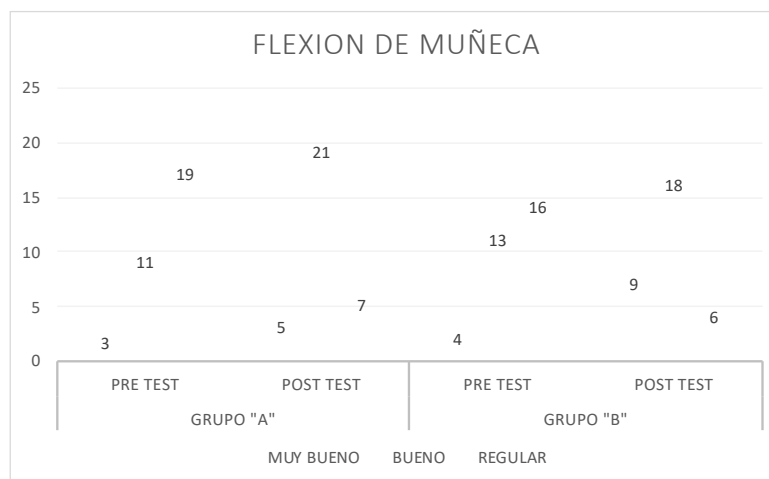 FLEXION DE MUÑECA
25
20
15
10
5
0
3
11
19
5
21
7
4
13
16
9
18
6
PRE TEST
POST TEST
PRE TEST
POST TEST
GRUPO "A"
GRUPO "B"
MUY BUENO
BUENO
REGULAR